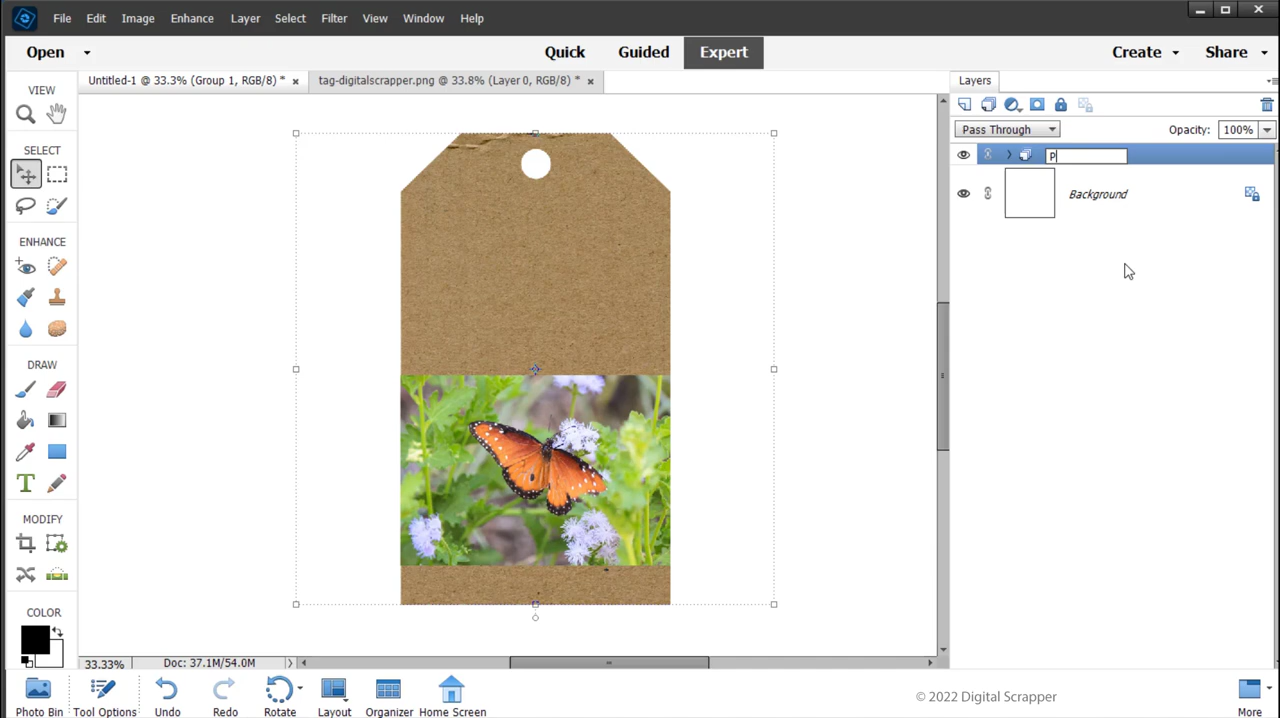 File Edit Image Enhance Layer Select Filter View Window Help
Open Quick Guided Expert Create Share
Untitled-1 @ 33.3% (Group 1, RGB/8) * × tag-digitalscrapper.png @ 33.8% (Layer 0, RGB/8) * × Layers
VIEW
Pass Through Opacity: 100%
SELECT
P
Background
ENHANCE
DRAW
T
MODIFY
COLOR
33.33% Doc: 37.1M/54.0M
© 2022 Digital Scrapper
Photo Bin Tool Options Undo Redo Rotate Layout Organizer Home Screen More